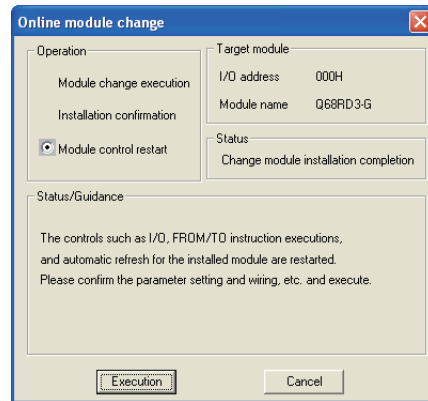 Online module change
Operation
Module change execution
Installation confirmation
Module control restart
Target module
I/O address 000H
Module name Q68RD3-G
Status
Change module installation completion
Status/Guidance
The controls such as I/O, FROM/TO instruction executions,
and automatic refresh for the installed module are restarted.
Please confirm the parameter setting and wiring, etc. and execute.
Execution
Cancel